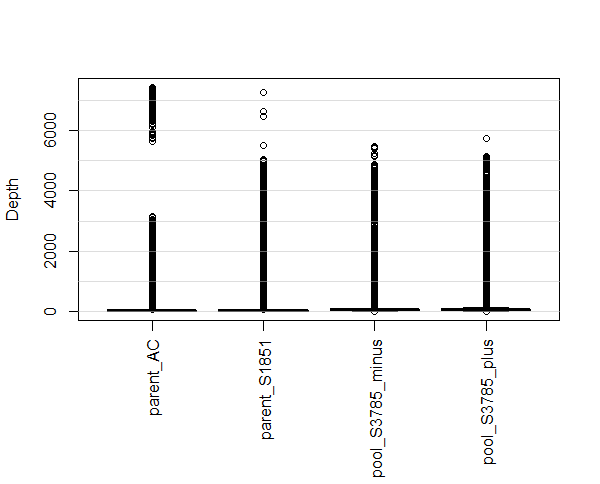 Depth
6000
4000
2000
0
parent_AC
parent_S1851
pool_S3785_minus
pool_S3785_plus